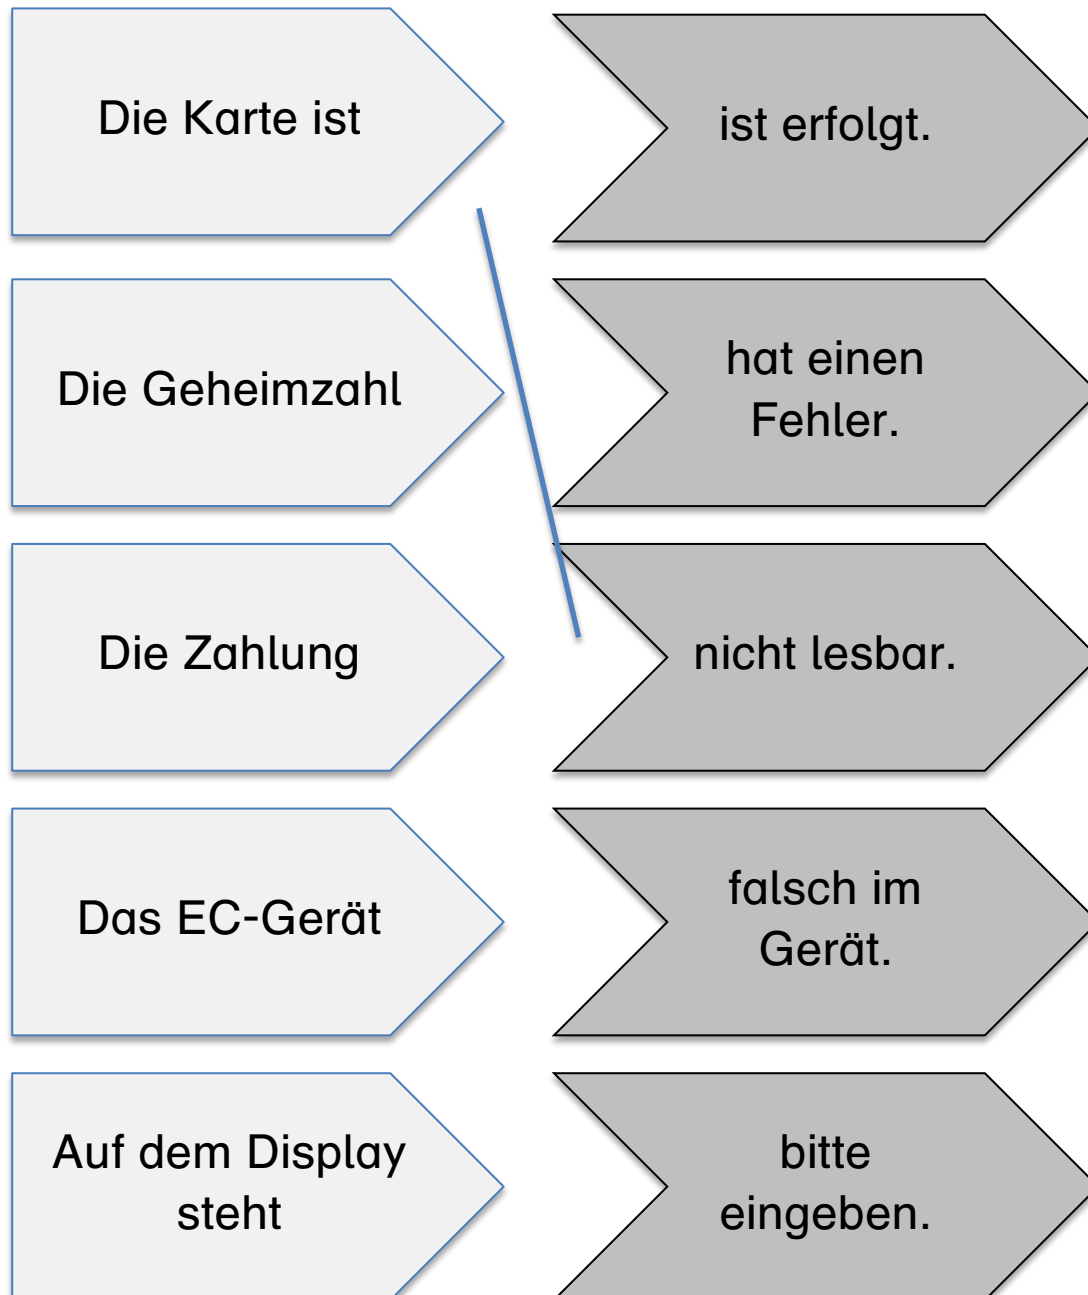 Die Karte ist
ist erfolgt.
Die Geheimzahl
hat einen
Fehler.
Die Zahlung
nicht lesbar.
Das EC-Gerät
falsch im
Gerät.
Auf dem Display
steht
bitte
eingeben.